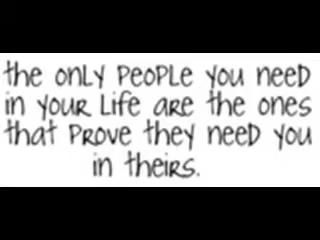 the only people you need
in your life are the ones
that prove they need you
in theirs.